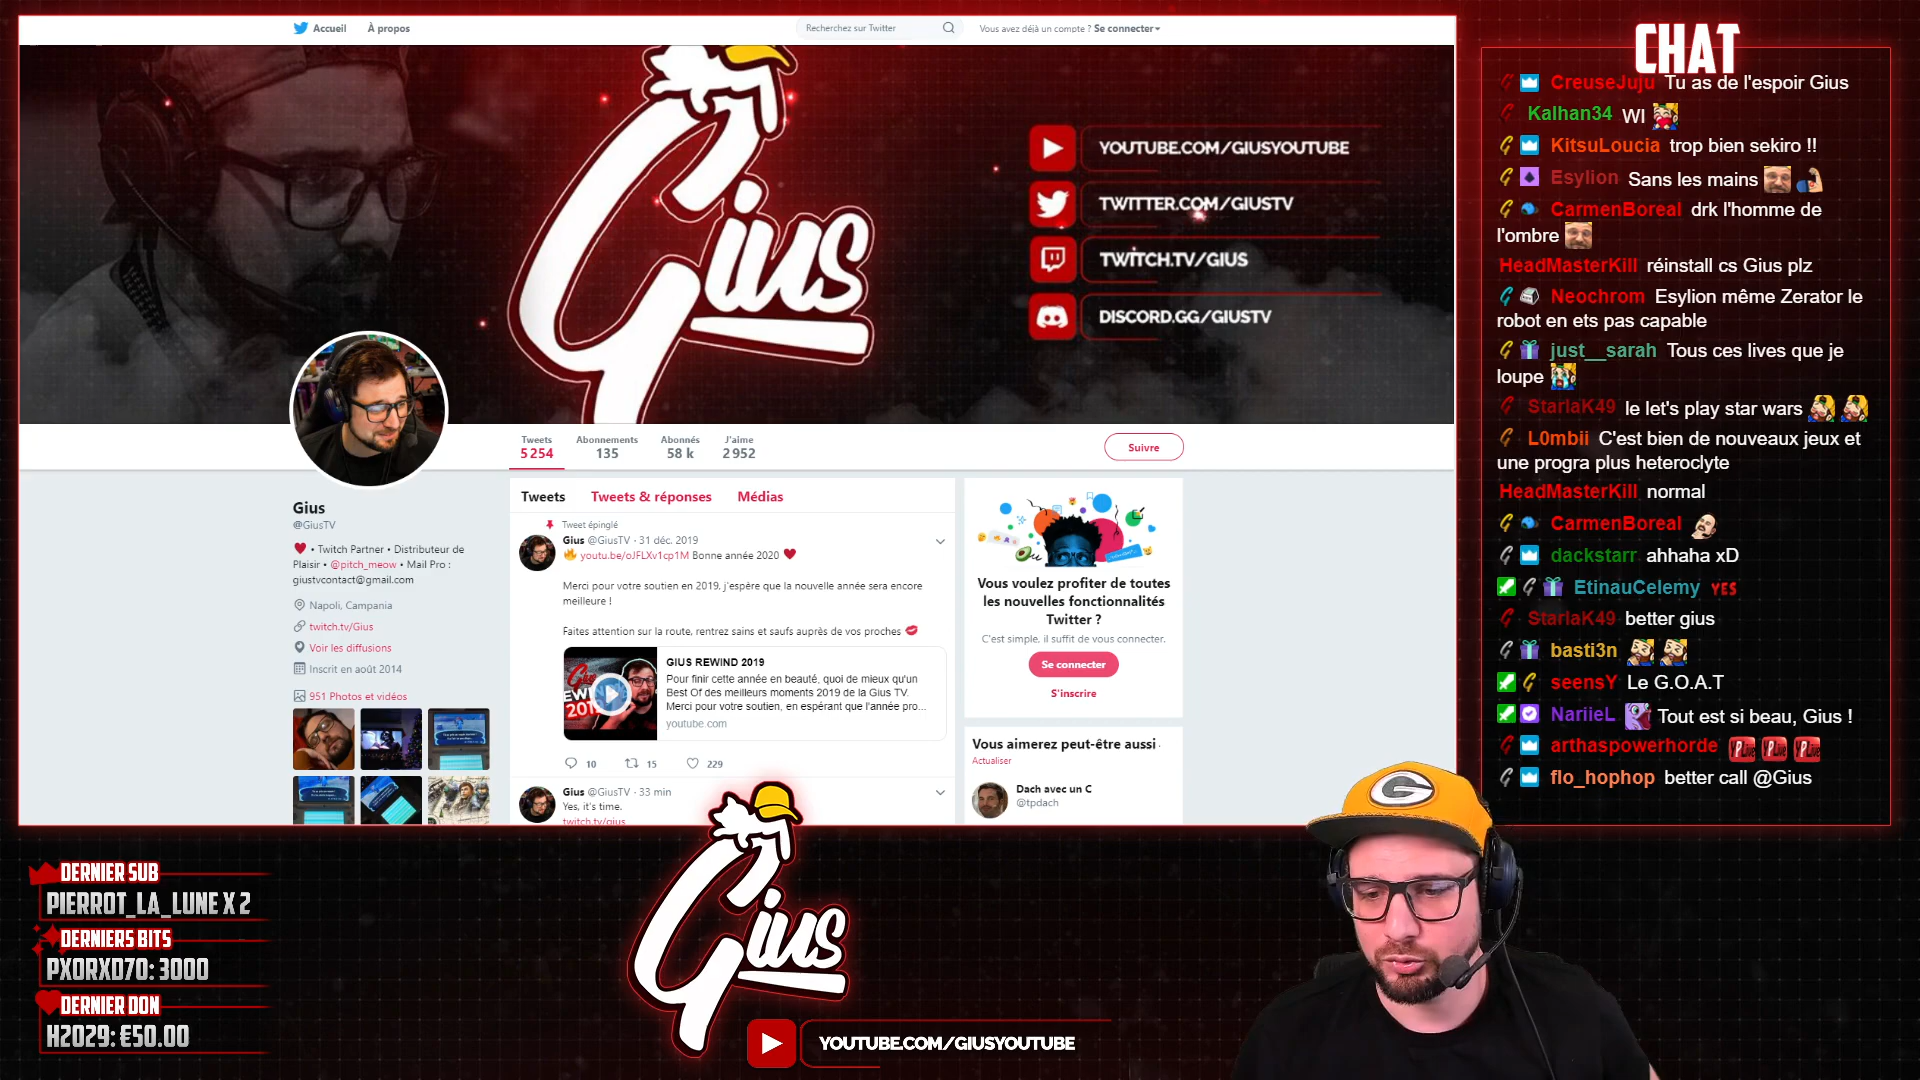 Accueil
À propos
Recherchez sur Twitter
Vous avez déjà un compte ? Se connecter
Gius
YOUTUBE.COM/GIUSYOUTUBE
TWITTER.COM/GIUSTV
TWITCH.TV/GIUS
DISCORD.GG/GIUSTV
Tweets
5 254
Abonnements
135
Abonnés
58 k
J'aime
2 952
Suivre
Gius
@GiusTV
• Twitch Partner • Distributeur de
Plaisir • @pitch_meow • Mail Pro :
giustvcontact@gmail.com
Napoli, Campania
twitch.tv/Gius
Voir les diffusions
Inscrit en août 2014
951 Photos et vidéos
Tweets
Tweets & réponses
Médias
Tweet épinglé
Gius @GiusTV · 31 déc. 2019
youtu.be/oJFLXv1cp1M Bonne année 2020
Merci pour votre soutien en 2019, j'espère que la nouvelle année sera encore
meilleure !
Faites attention sur la route, rentrez sains et saufs auprès de vos proches
GIUS REWIND 2019
Pour finir cette année en beauté, quoi de mieux qu'un
Best Of des meilleurs moments 2019 de la Gius TV.
Merci pour votre soutien, en espérant que l'année pro...
youtube.com
10
15
229
Gius @GiusTV · 33 min
Yes, it's time.
twitch.tv/gius
Vous voulez profiter de toutes
les nouvelles fonctionnalités
Twitter ?
C'est simple, il suffit de vous connecter.
Se connecter
S'inscrire
Vous aimerez peut-être aussi ·
Actualiser
Dach avec un C
@tpdach
CHAT
CreuseJuju Tu as de l'espoir Gius
Kalhan34 WI
KitsuLoucia trop bien sekiro !!
Esylion Sans les mains
CarmenBoreal drk l'homme de
l'ombre
HeadMasterKill réinstall cs Gius plz
Neochrom Esylion même Zerator le
robot en ets pas capable
just__sarah Tous ces lives que je
loupe
StarlaK49 le let's play star wars
L0mbii C'est bien de nouveaux jeux et
une progra plus heteroclyte
HeadMasterKill normal
CarmenBoreal
dackstarr ahhaha xD
EtinauCelemy YES
StarlaK49 better gius
basti3n
seensY Le G.O.A.T
NariieL Tout est si beau, Gius !
arthaspowerhorde
flo_hophop better call @Gius
DERNIER SUB
PIERROT_LA_LUNE X 2
DERNIERS BITS
PX0RXD70: 3000
DERNIER DON
H2029: €50.00
Gius
YOUTUBE.COM/GIUSYOUTUBE
G